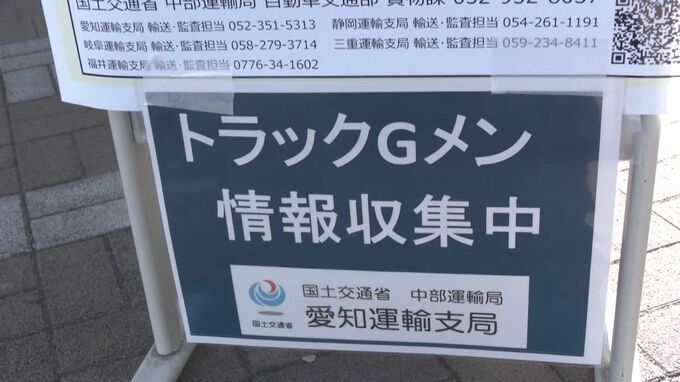 国土交通省 中部運輸局 自動車交通部 貨物課 052-952-8037
愛知運輸支局 輸送・監査担当 052-351-5313
静岡運輸支局 輸送・監査担当 054-261-1191
岐阜運輸支局 輸送・監査担当 058-279-3714
三重運輸支局 輸送・監査担当 059-234-8411
福井運輸支局 輸送・監査担当 0776-34-1602
トラックGメン
情報収集中
国土交通省 中部運輸局
愛知運輸支局
国土交通省